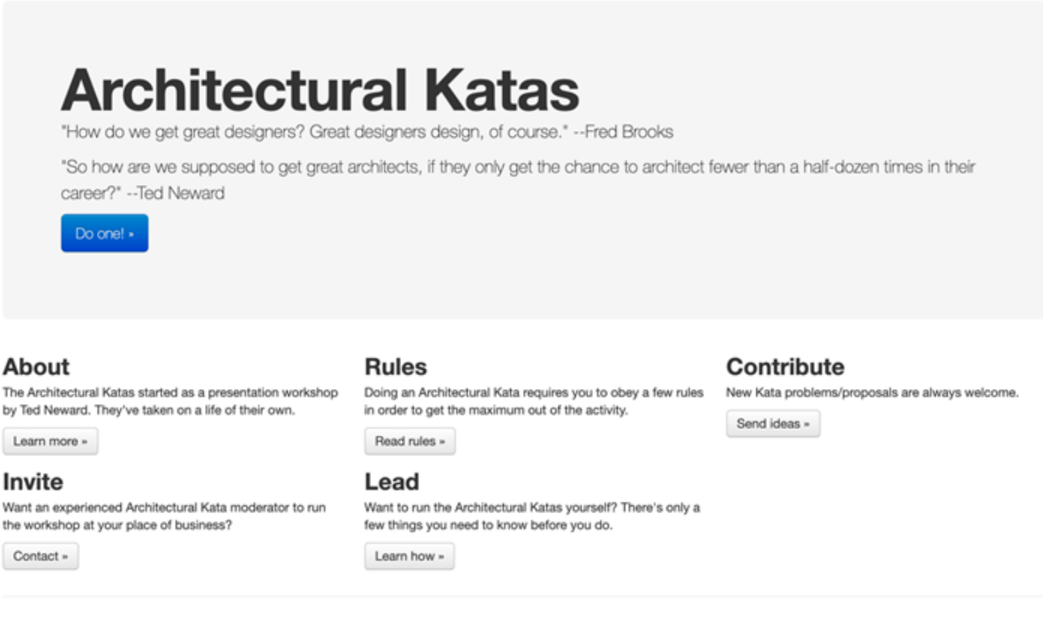 Architectural Katas
"How do we get great designers? Great designers design, of course." --Fred Brooks
"So how are we supposed to get great architects, if they only get the chance to architect fewer than a half-dozen times in their
career?" --Ted Neward
Do one! »
About
The Architectural Katas started as a presentation workshop
by Ted Neward. They've taken on a life of their own.
Learn more »
Rules
Doing an Architectural Kata requires you to obey a few rules
in order to get the maximum out of the activity.
Read rules »
Contribute
New Kata problems/proposals are always welcome.
Send ideas »
Invite
Want an experienced Architectural Kata moderator to run
the workshop at your place of business?
Contact »
Lead
Want to run the Architectural Katas yourself? There's only a
few things you need to know before you do.
Learn how »